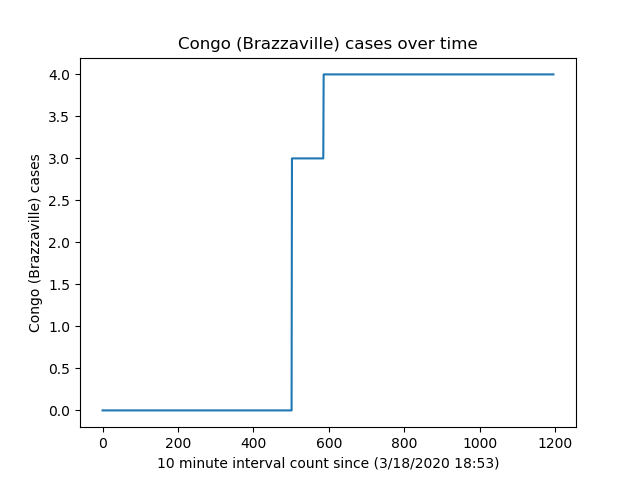 Congo (Brazzaville) cases over time
Congo (Brazzaville) cases
4.0
3.5
3.0
2.5
2.0
1.5
1.0
0.5
0.0
0 200 400 600 800 1000 1200
10 minute interval count since (3/18/2020 18:53)